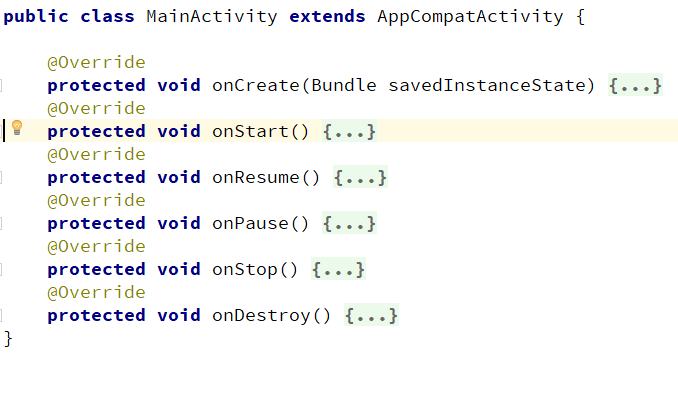 public class MainActivity extends AppCompatActivity {
@Override
protected void onCreate(Bundle savedInstanceState) {...}
@Override
protected void onStart() {...}
@Override
protected void onResume() {...}
@Override
protected void onPause() {...}
@Override
protected void onStop() {...}
@Override
protected void onDestroy() {...}
}